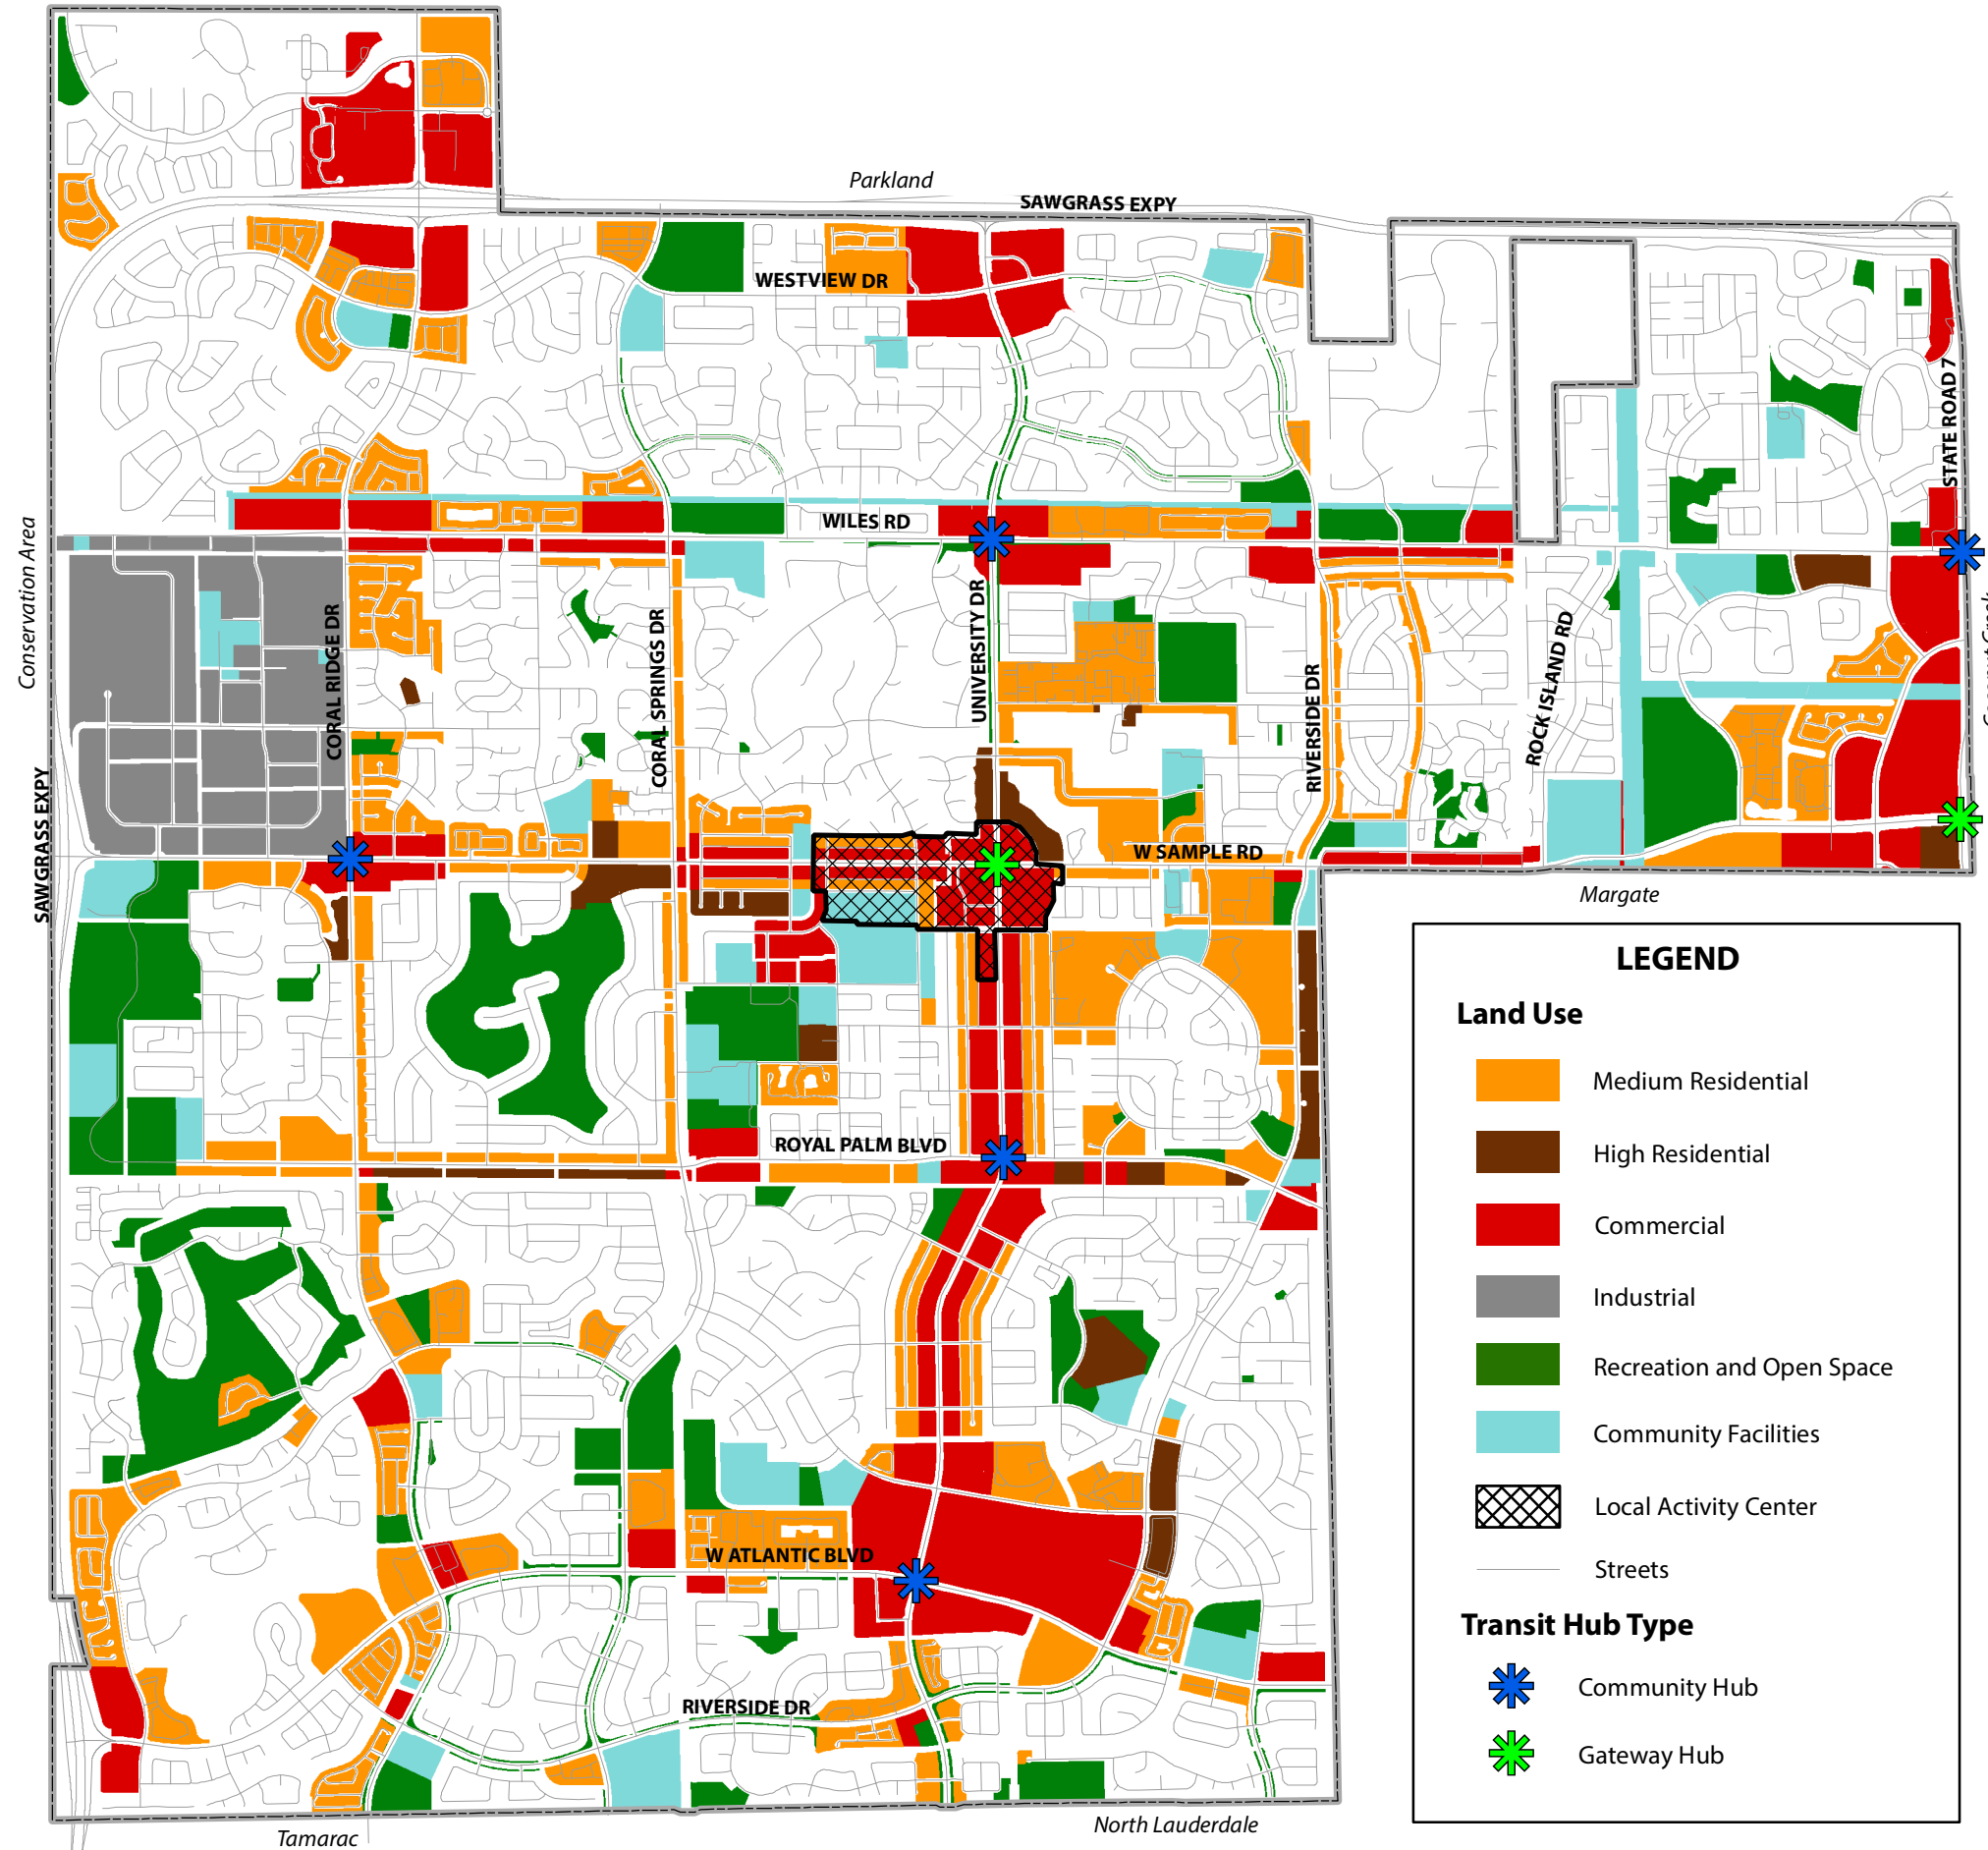 Parkland
SAWGRASS EXPY
WESTVIEW DR
STATE ROAD 7
WILES RD
Conservation Area
CORAL RIDGE DR
CORAL SPRINGS DR
UNIVERSITY DR
RIVERSIDE DR
ROCK ISLAND RD
SAWGRASS EXPY
W SAMPLE RD
Margate
ROYAL PALM BLVD
W ATLANTIC BLVD
RIVERSIDE DR
Tamarac
North Lauderdale
LEGEND
Land Use
Medium Residential
High Residential
Commercial
Industrial
Recreation and Open Space
Community Facilities
Local Activity Center
Streets
Transit Hub Type
Community Hub
Gateway Hub